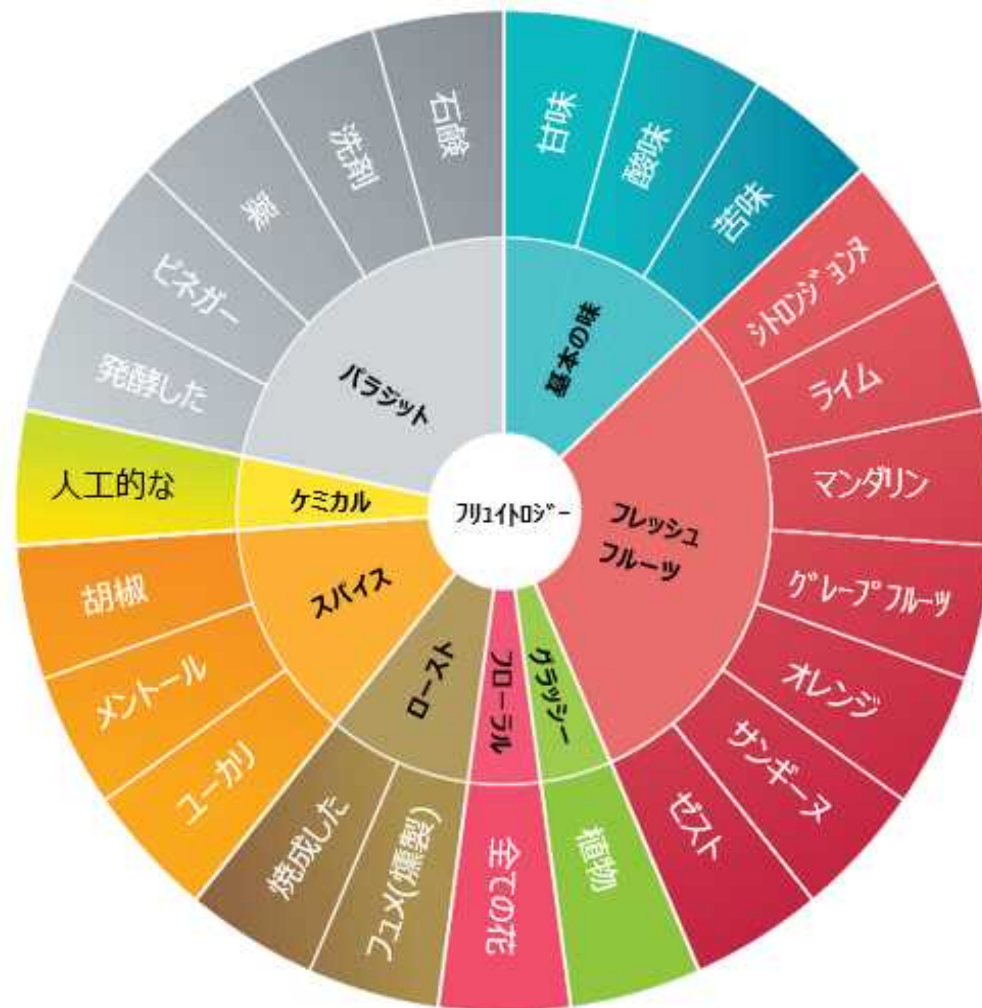 フリュイトロジー
味の本質
甘味
酸味
苦味
フレッシュ
フルーツ
シトロンジョンヌ
ライム
マンダリン
グレープフルーツ
オレンジ
サンギーヌ
ゼスト
グラッシー
植物
フローラル
全ての花
ロースト
フュメ(燻製)
焼成した
スパイス
ユーカリ
メントール
胡椒
ケミカル
人工的な
パラジット
発酵した
ビネガー
薬
洗剤
石鹸